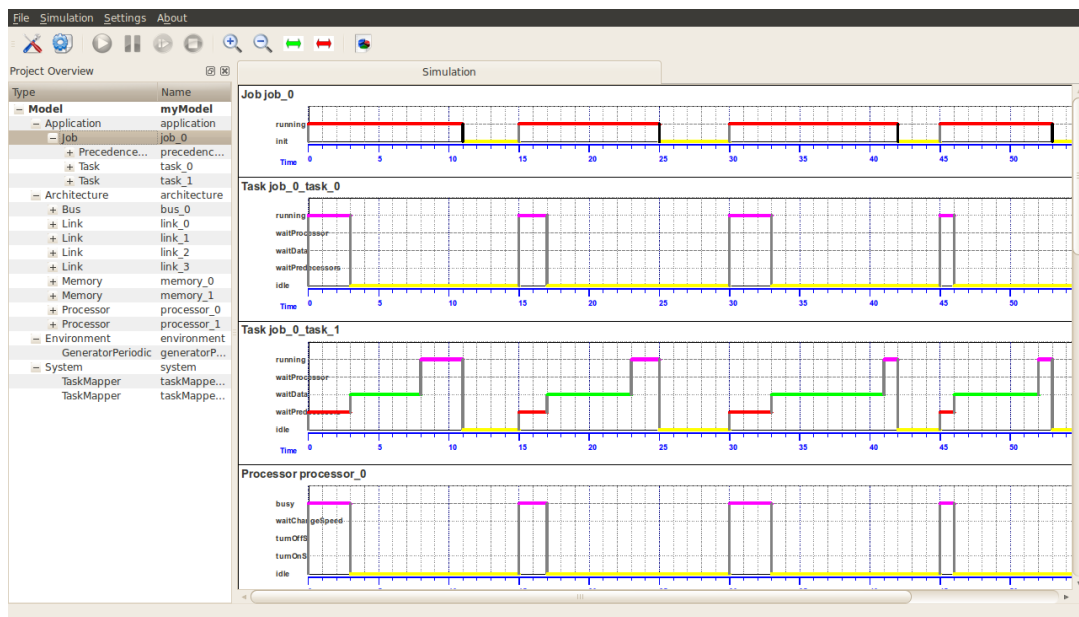 File Simulation Settings About
Project Overview
Simulation
Type Name
Model myModel
Application application
Job job_0
Precedence... precedenc...
Task task_0
Task task_1
Architecture architecture
Bus bus_0
Link link_0
Link link_1
Link link_2
Link link_3
Memory memory_0
Memory memory_1
Processor processor_0
Processor processor_1
Environment environment
GeneratorPeriodic generatorP...
System system
TaskMapper taskMappe...
TaskMapper taskMappe...
Job job_0
running
init
Time 0 5 10 15 20 25 30 35 40 45 50
Task job_0_task_0
running
waitProcessor
waitData
waitPredecessors
idle
Time 0 5 10 15 20 25 30 35 40 45 50
Task job_0_task_1
running
waitProcessor
waitData
waitPredecessors
idle
Time 0 5 10 15 20 25 30 35 40 45 50
Processor processor_0
busy
waitChangeSpeed
turnOffS
turnOnS
idle